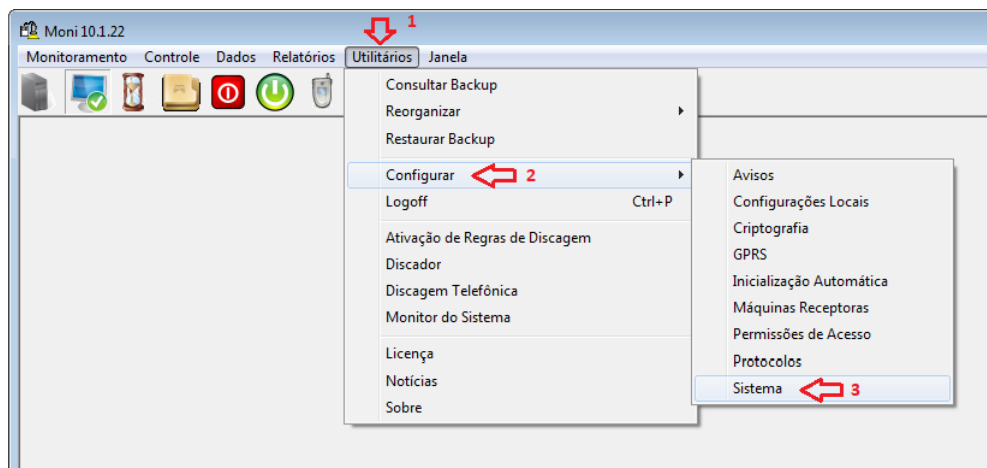 Moni 10.1.22
1
Monitoramento Controle Dados Relatórios Utilitários Janela
Consultar Backup
Reorganizar
Restaurar Backup
Configurar 2
Logoff Ctrl+P
Ativação de Regras de Discagem
Discador
Discagem Telefônica
Monitor do Sistema
Licença
Notícias
Sobre
Avisos
Configurações Locais
Criptografia
GPRS
Inicialização Automática
Máquinas Receptoras
Permissões de Acesso
Protocolos
Sistema 3